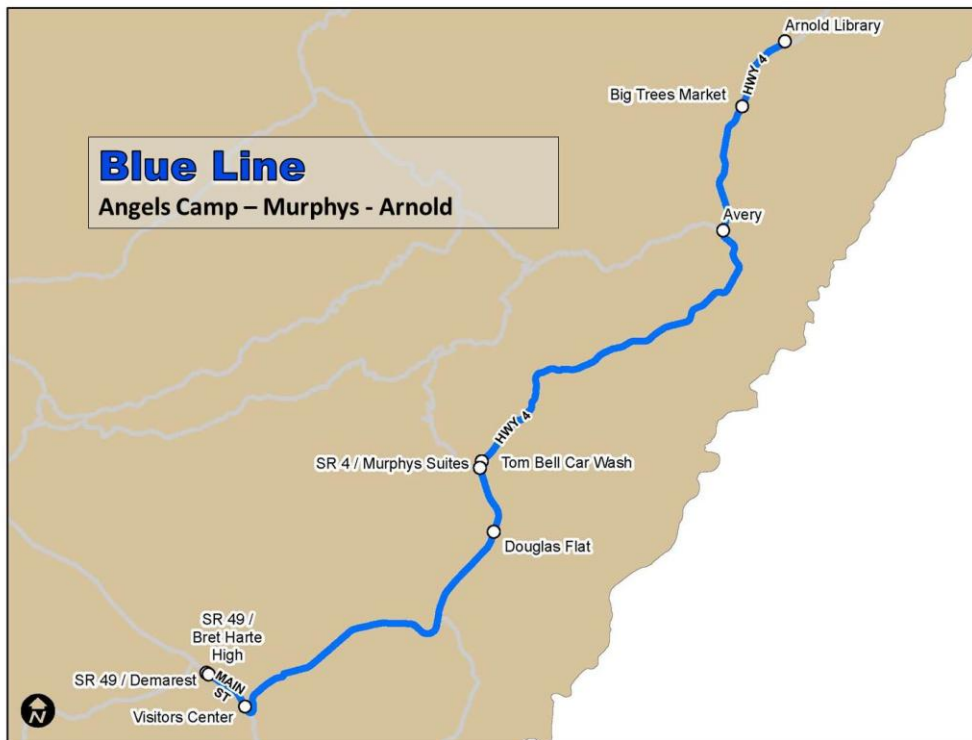 Arnold Library
HWY 4
Big Trees Market
Blue Line
Angels Camp – Murphys - Arnold
Avery
HWY 4
SR 4 / Murphys Suites
Tom Bell Car Wash
Douglas Flat
SR 49 /
Bret Harte
High
SR 49 / Demarest
MAIN
ST
Visitors Center
N